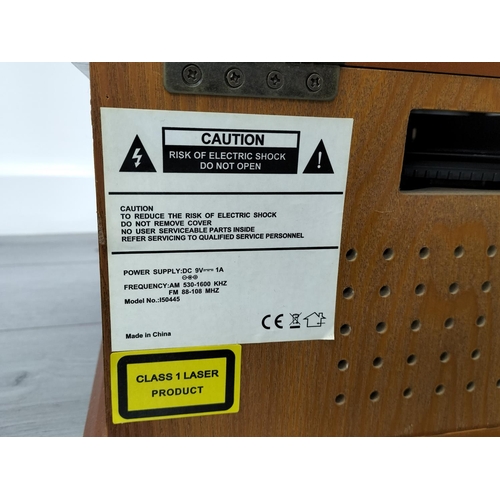 CAUTION
RISK OF ELECTRIC SHOCK
DO NOT OPEN
CAUTION
TO REDUCE THE RISK OF ELECTRIC SHOCK
DO NOT REMOVE COVER
NO USER SERVICEABLE PARTS INSIDE
REFER SERVICING TO QUALIFIED SERVICE PERSONNEL
POWER SUPPLY:DC 9V⎓ 1A
FREQUENCY:AM 530-1600 KHZ
FM 88-108 MHZ
Model No.:I50445
CE
Made in China
CLASS 1 LASER
PRODUCT